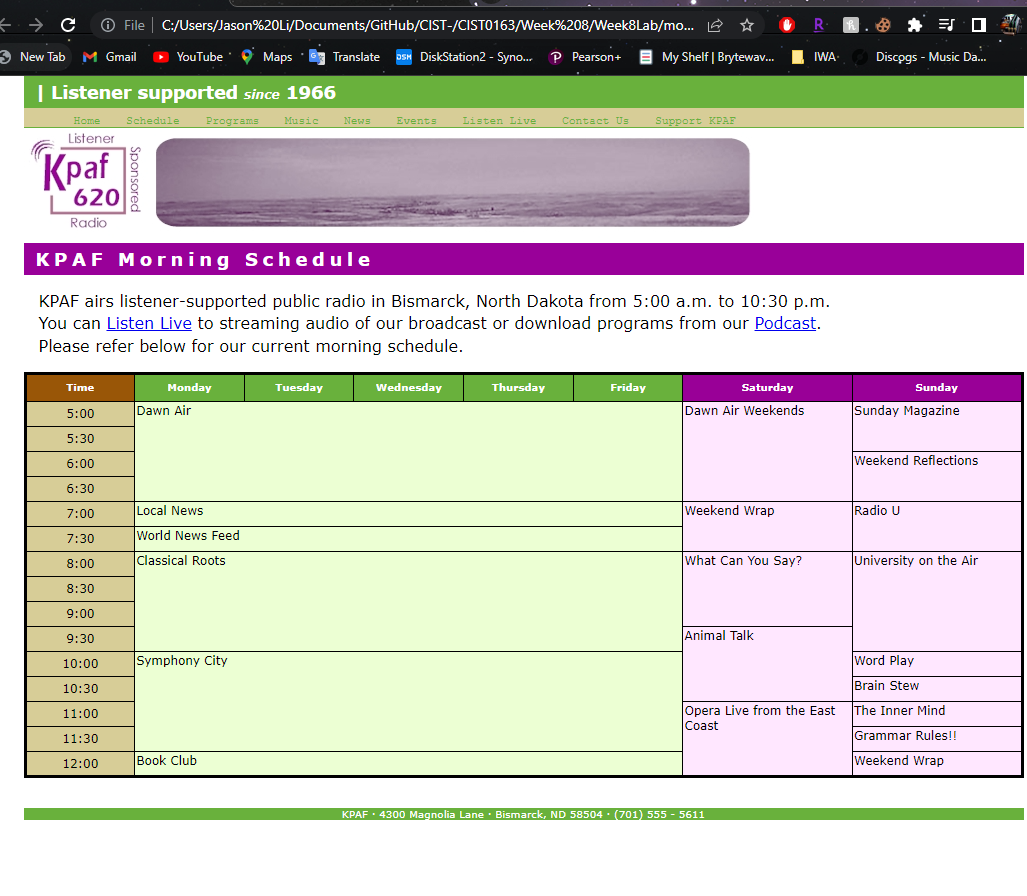 File C:/Users/Jason%20Li/Documents/GitHub/CIST-/CIST0163/Week%208/Week8Lab/mo...
New Tab Gmail YouTube Maps Translate DSM DiskStation2 - Syno... Pearson+ My Shelf | Brytewav... IWA Discogs - Music Da...
| Listener supported since 1966
Home Schedule Programs Music News Events Listen Live Contact Us Support KPAF
Listener
Kpaf
620
Sponsored
Radio
KPAF Morning Schedule
KPAF airs listener-supported public radio in Bismarck, North Dakota from 5:00 a.m. to 10:30 p.m.
You can Listen Live to streaming audio of our broadcast or download programs from our Podcast.
Please refer below for our current morning schedule.
Time Monday Tuesday Wednesday Thursday Friday Saturday Sunday
5:00 Dawn Air Dawn Air Weekends Sunday Magazine
5:30
6:00 Weekend Reflections
6:30
7:00 Local News Weekend Wrap Radio U
7:30 World News Feed
8:00 Classical Roots What Can You Say? University on the Air
8:30
9:00
9:30 Animal Talk
10:00 Symphony City Word Play
10:30 Brain Stew
11:00 Opera Live from the East The Inner Mind
Coast
11:30 Grammar Rules!!
12:00 Book Club Weekend Wrap
KPAF · 4300 Magnolia Lane · Bismarck, ND 58504 · (701) 555 - 5611